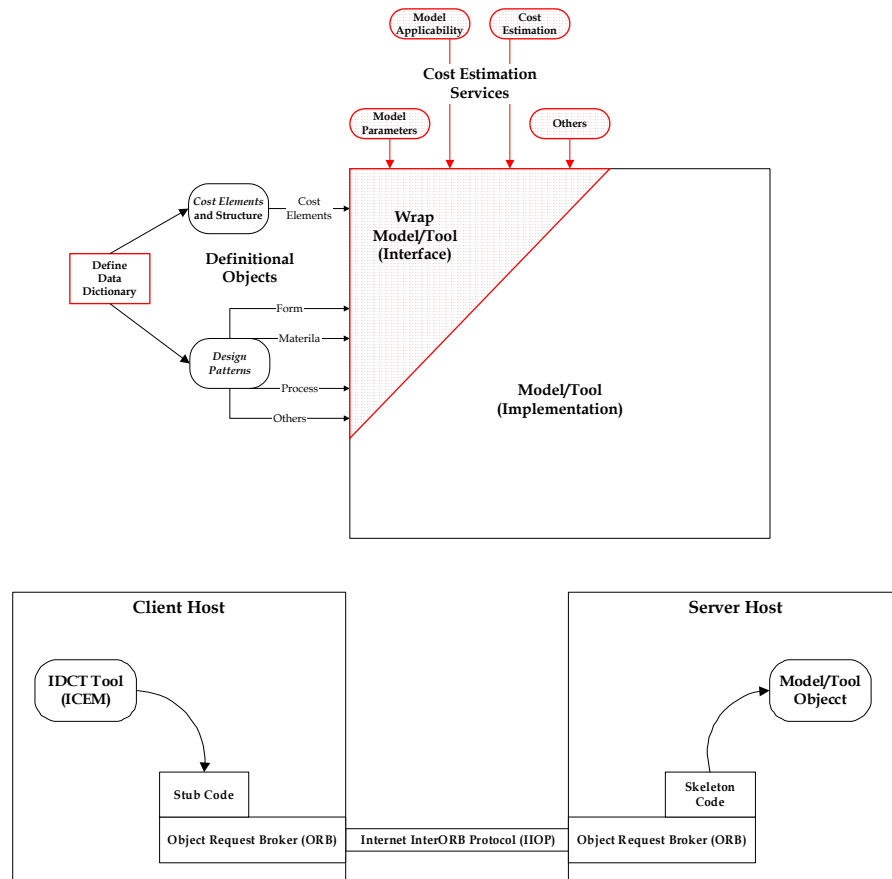 Model
Applicability
Cost
Estimation
Cost Estimation
Services
Model
Parameters
Others
Cost Elements
and Structure
Cost
Elements
Wrap
Model/Tool
(Interface)
Define
Data
Dictionary
Definitional
Objects
Form
Materila
Design
Patterns
Process
Others
Model/Tool
(Implementation)
Client Host
Server Host
IDCT Tool
(ICEM)
Model/Tool
Objecct
Stub Code
Skeleton
Code
Object Request Broker (ORB)
Internet InterORB Protocol (IIOP)
Object Request Broker (ORB)